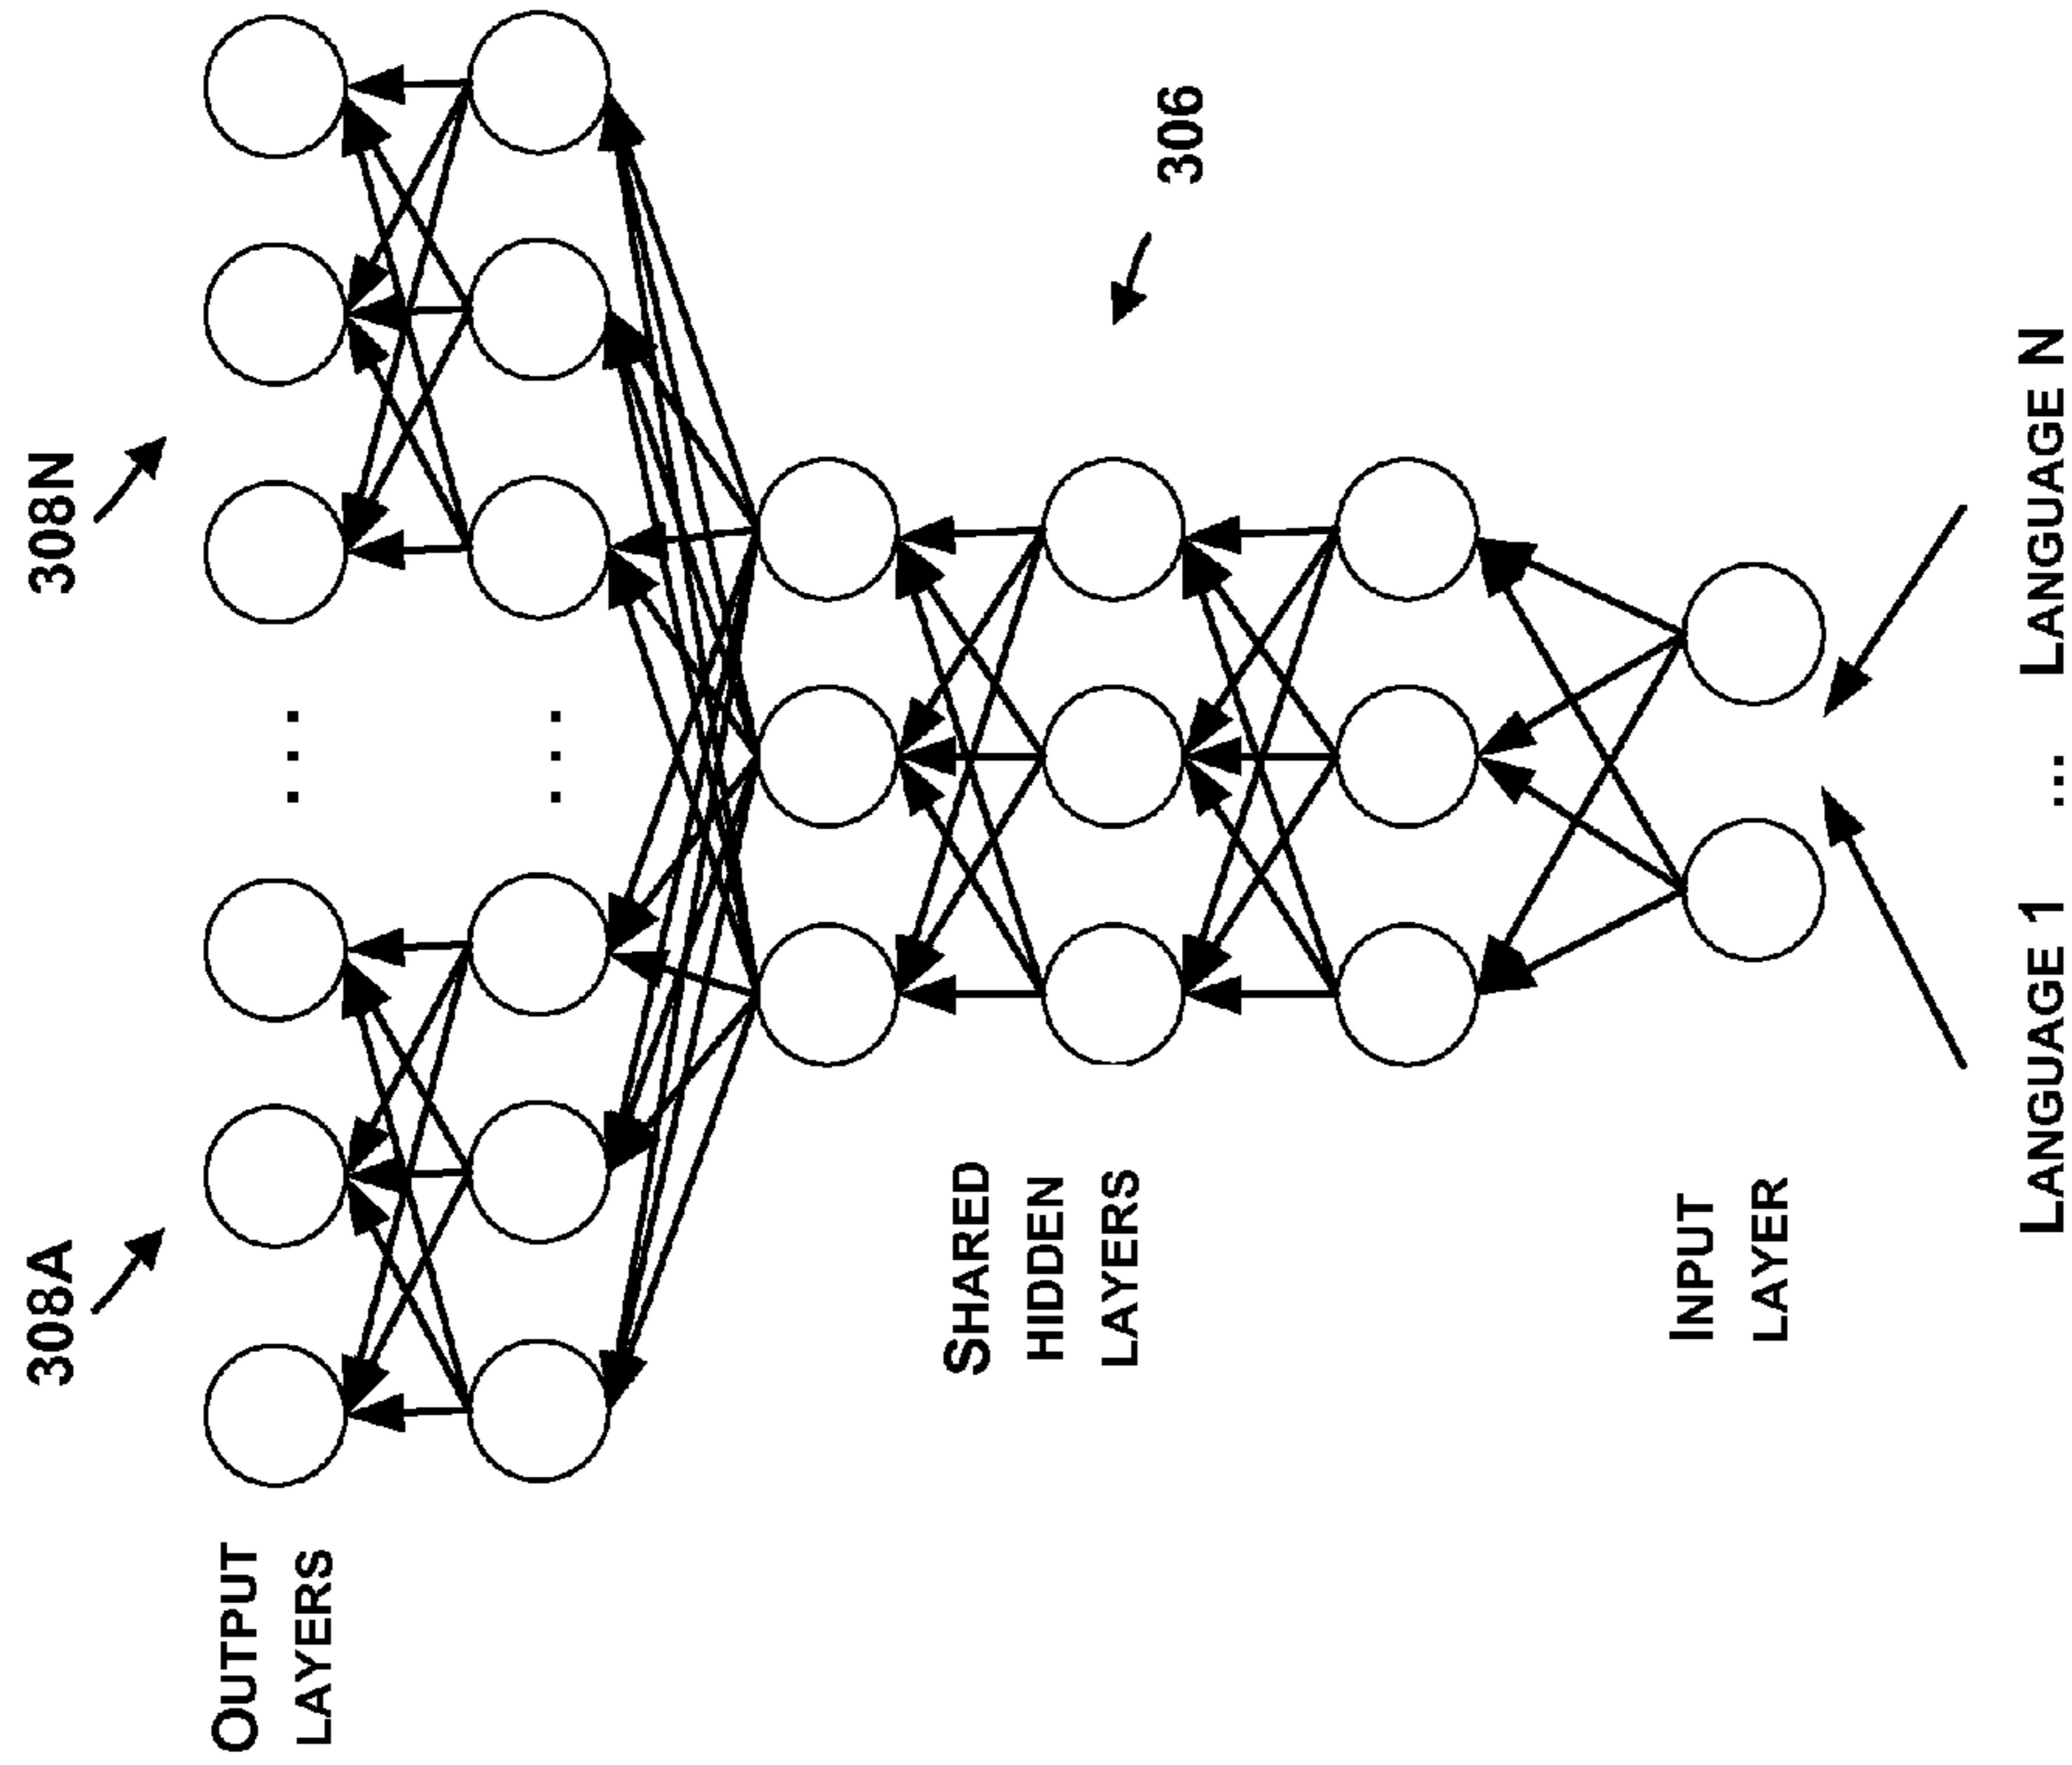 308A
308N
OUTPUT
LAYERS
...
...
306
SHARED
HIDDEN
LAYERS
INPUT
LAYER
LANGUAGE 1 ... LANGUAGE N